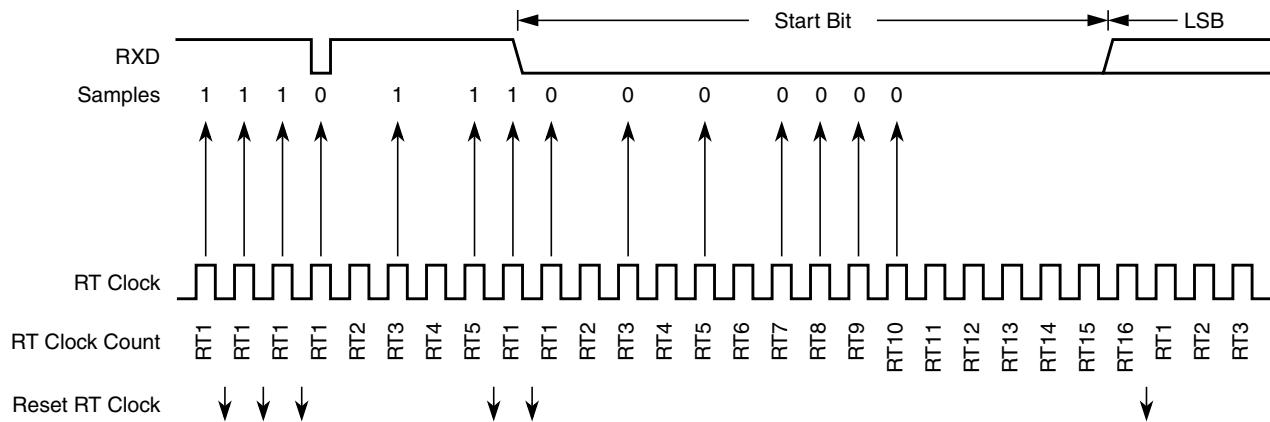 Start Bit LSB
RXD
Samples 1 1 1 0 1 1 1 0 0 0 0 0 0 0
RT Clock
RT Clock Count RT1 RT1 RT1 RT1 RT2 RT3 RT4 RT5 RT1 RT1 RT2 RT3 RT4 RT5 RT6 RT7 RT8 RT9 RT10 RT11 RT12 RT13 RT14 RT15 RT16 RT1 RT2 RT3
Reset RT Clock